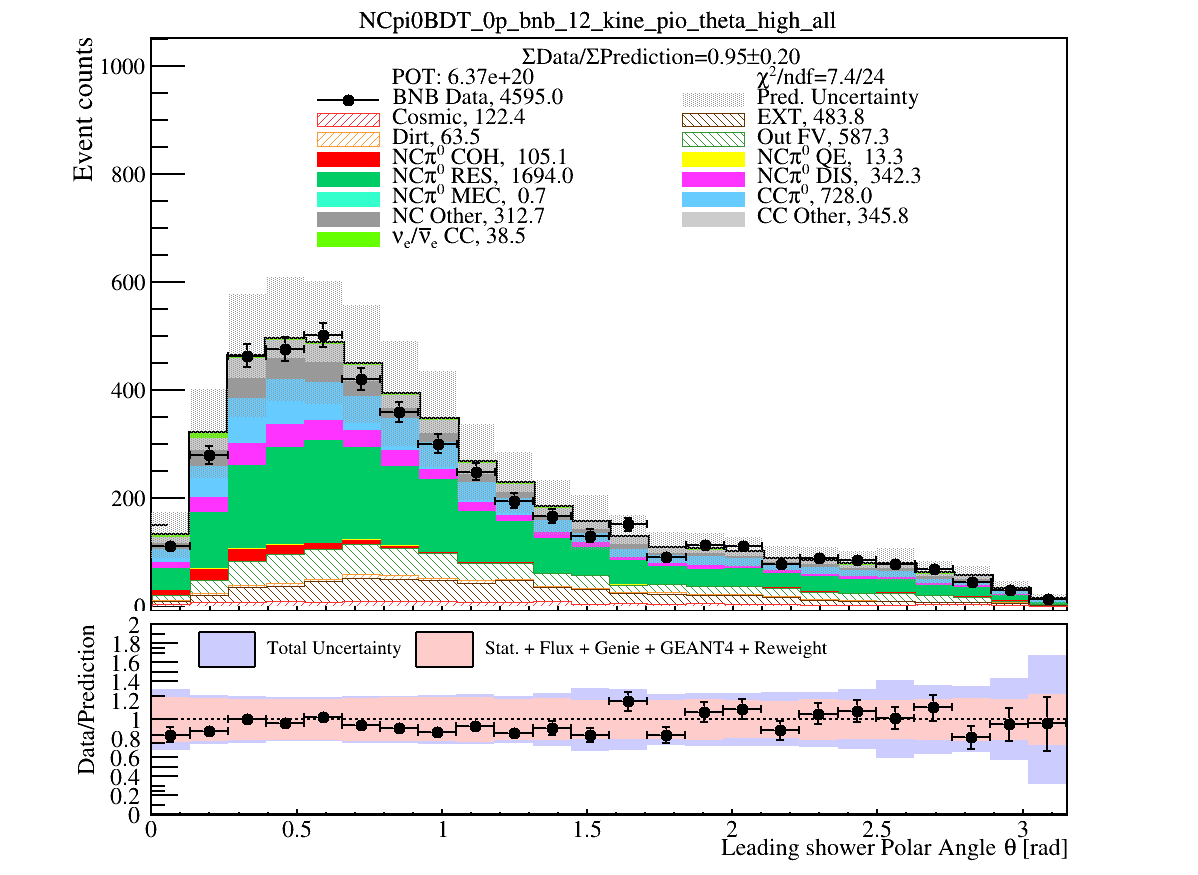 NCpi0BDT_0p_bnb_12_kine_pio_theta_high_all
ΣData/ΣPrediction=0.95±0.20
POT: 6.37e+20
χ²/ndf=7.4/24
BNB Data, 4595.0
Pred. Uncertainty
Cosmic, 122.4
EXT, 483.8
Dirt, 63.5
Out FV, 587.3
NCπ⁰ COH, 105.1
NCπ⁰ QE, 13.3
NCπ⁰ RES, 1694.0
NCπ⁰ DIS, 342.3
NCπ⁰ MEC, 0.7
CCπ⁰, 728.0
NC Other, 312.7
CC Other, 345.8
νₑ/ν̅ₑ CC, 38.5
Event counts
1000
800
600
400
200
0
Total Uncertainty
Stat. + Flux + Genie + GEANT4 + Reweight
Data/Prediction
2
1.8
1.6
1.4
1.2
1
0.8
0.6
0.4
0.2
0
0 0.5 1 1.5 2 2.5 3
Leading shower Polar Angle θ [rad]